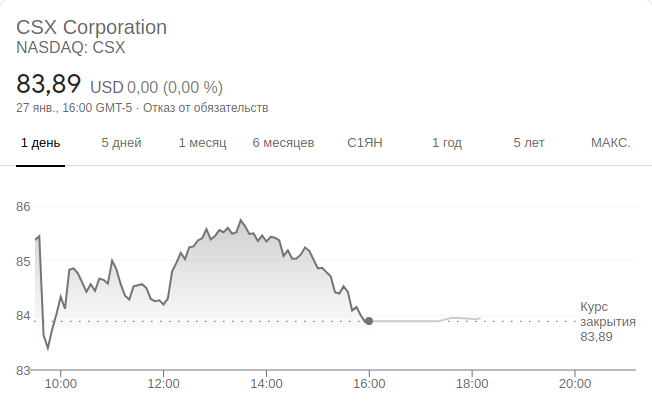 CSX Corporation
NASDAQ: CSX
83,89 USD 0,00 (0,00 %)
27 янв., 16:00 GMT-5 · Отказ от обязательств
1 день 5 дней 1 месяц 6 месяцев С1ЯН 1 год 5 лет МАКС.
86
85
84
83
Курс
закрытия
83,89
10:00 12:00 14:00 16:00 18:00 20:00